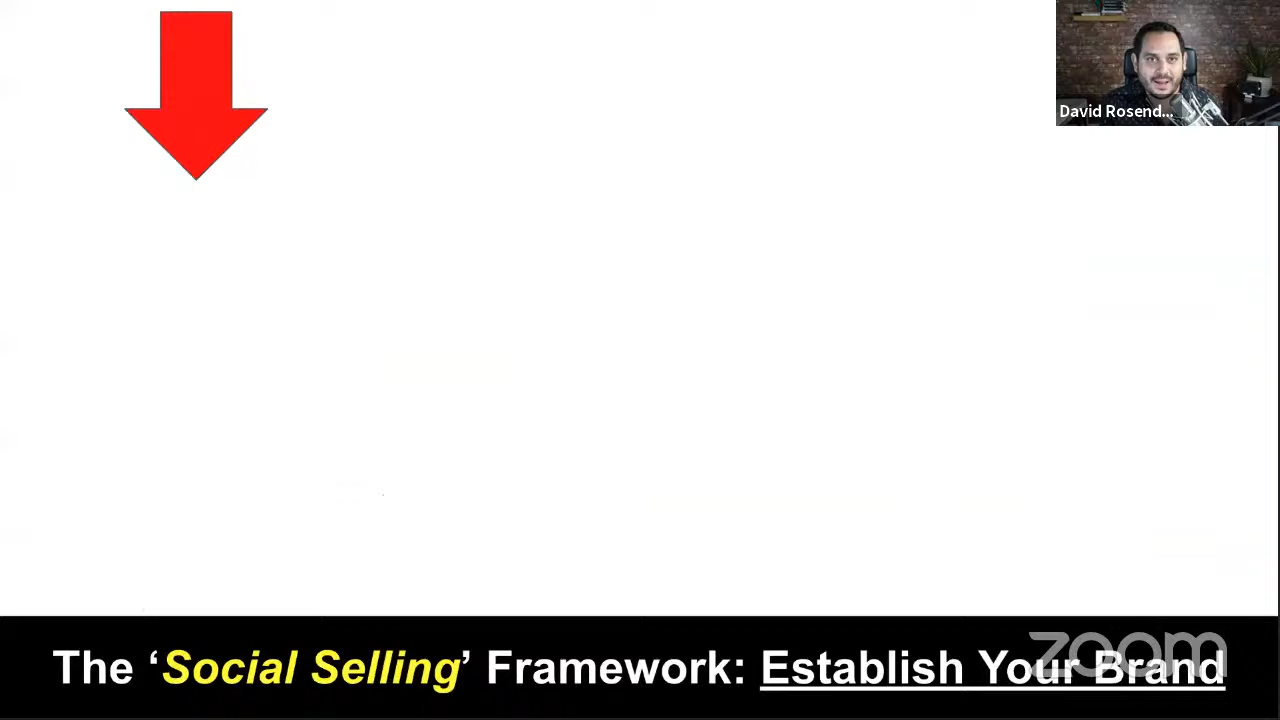 David Rosend...
The ‘Social Selling’ Framework: Establish Your Brand
zoom